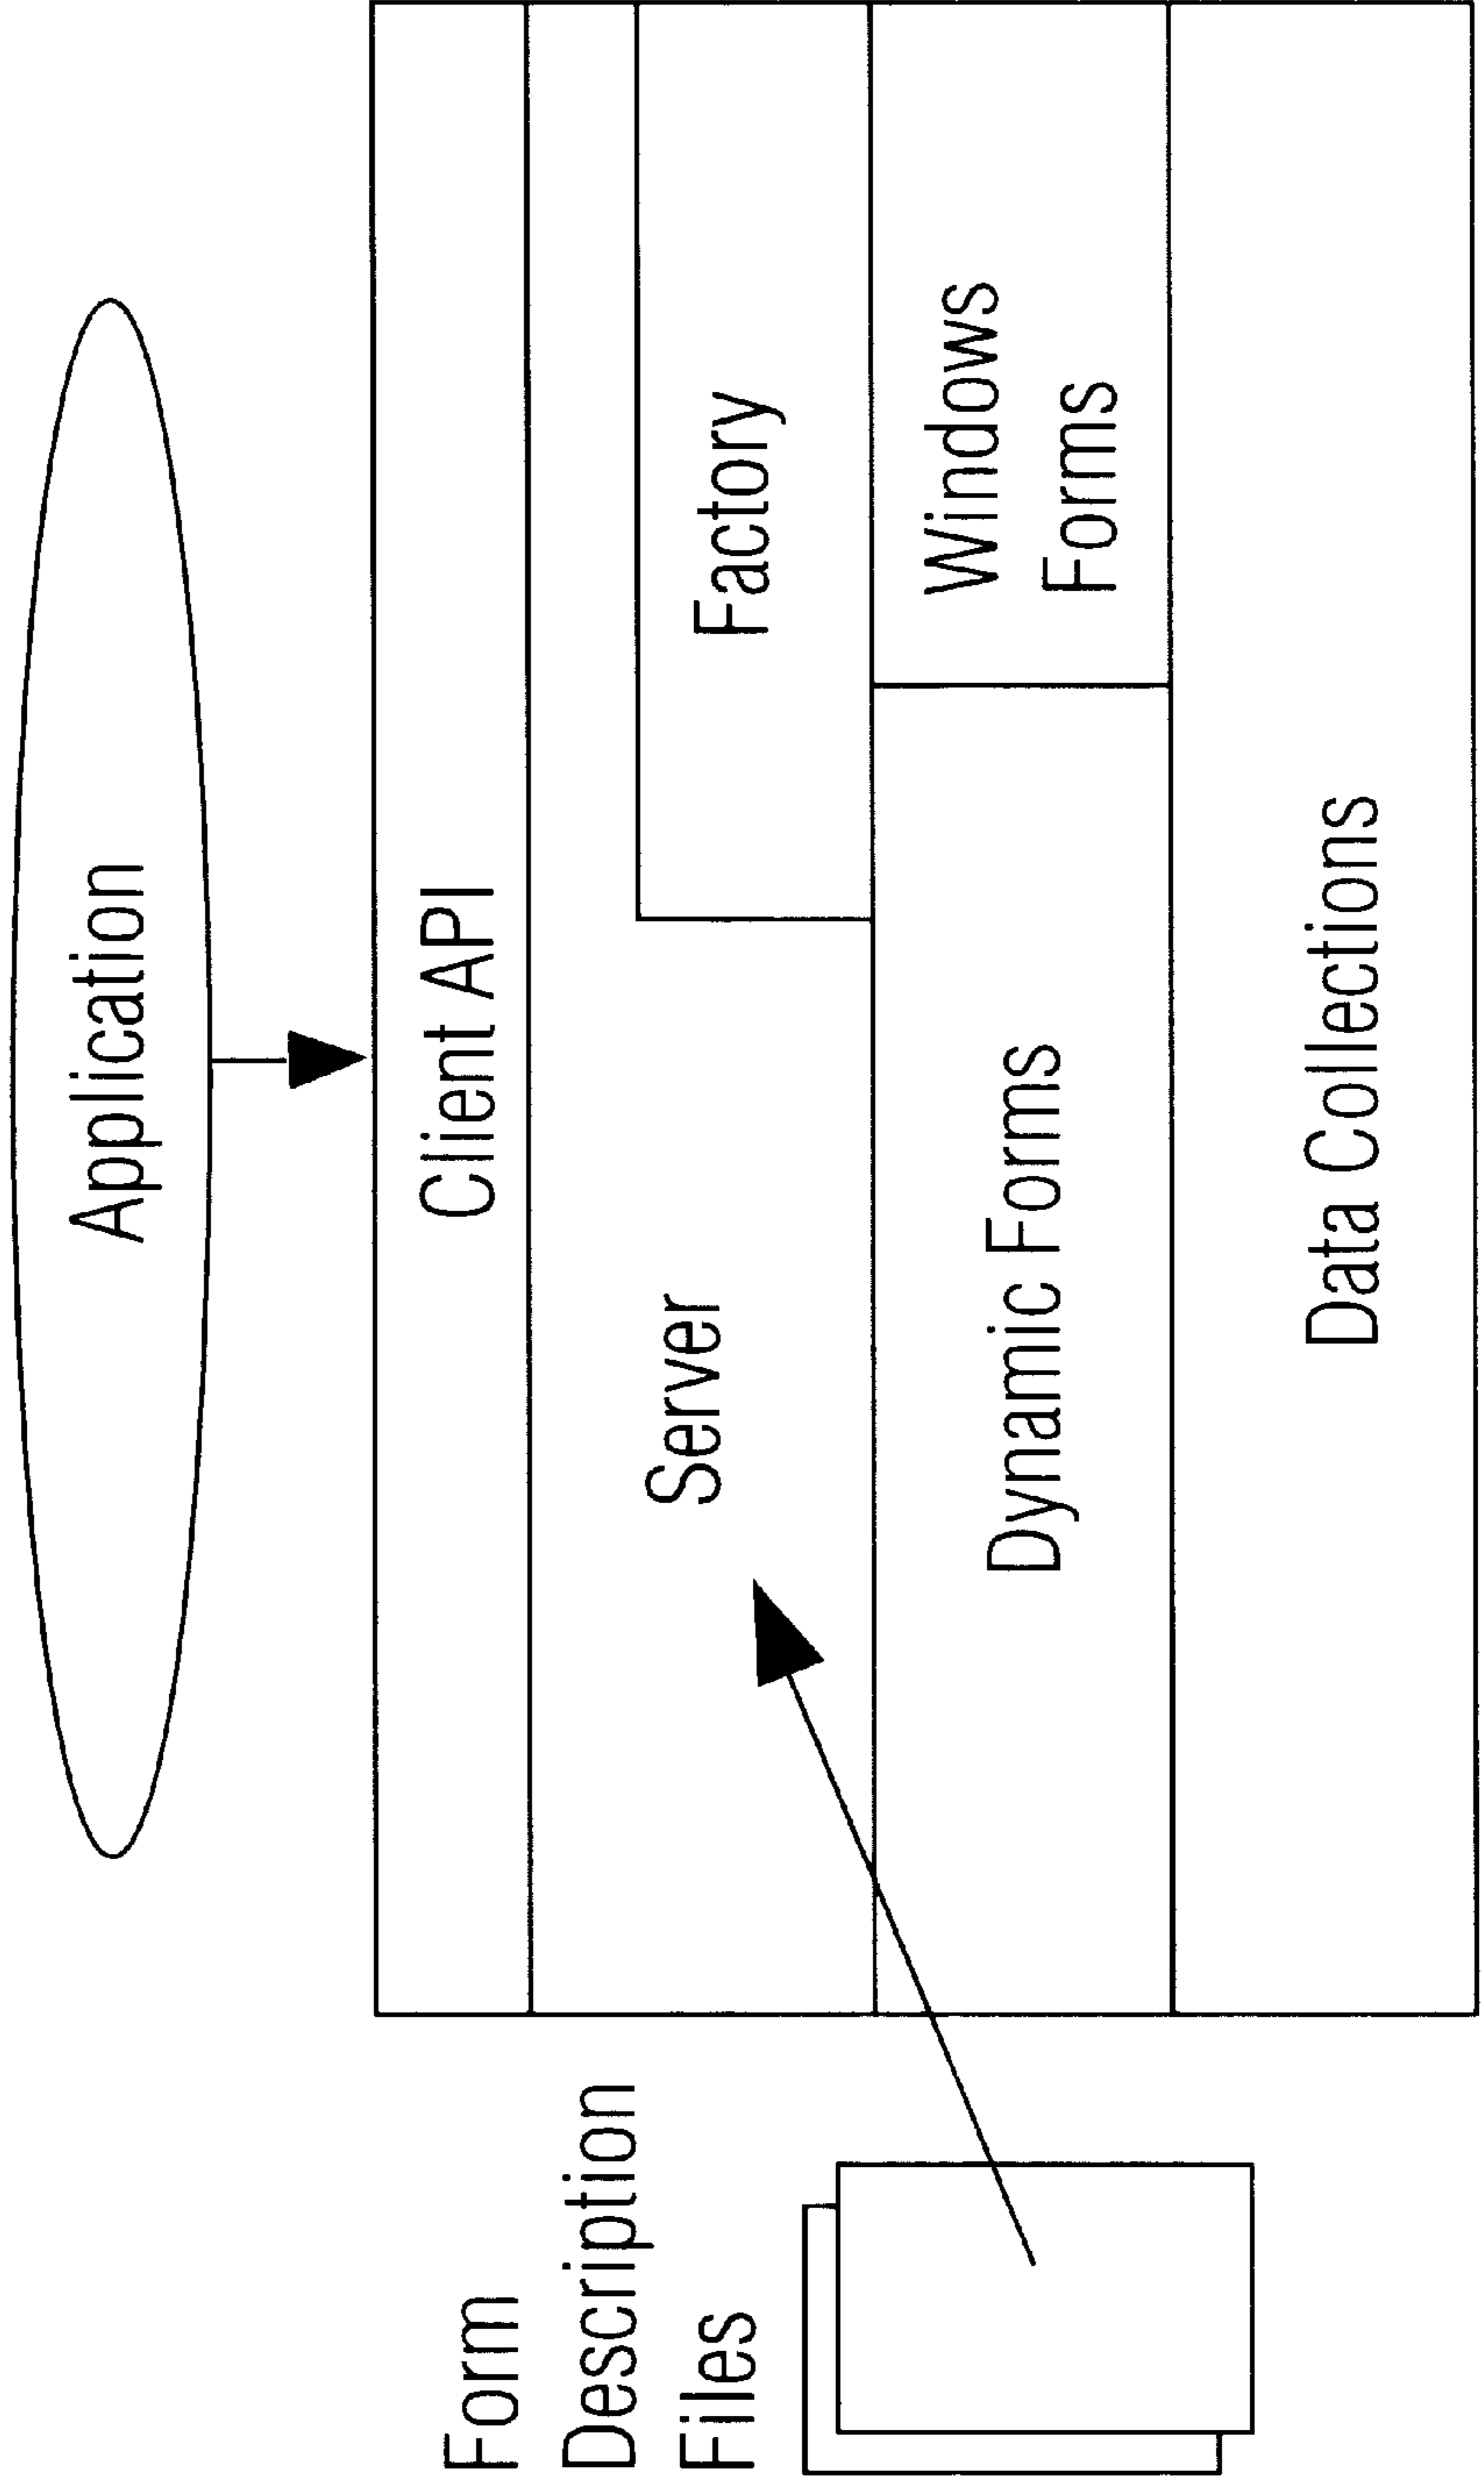 Application
Client API
Server
Factory
Dynamic Forms
Windows
Forms
Data Collections
Form
Description
Files